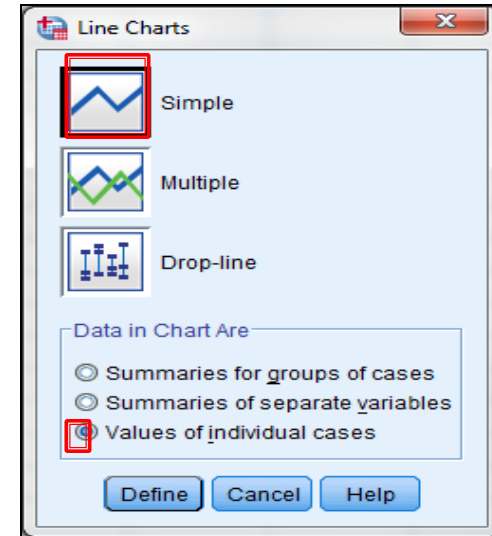 Line Charts
Simple
Multiple
Drop-line
Data in Chart Are
Summaries for groups of cases
Summaries of separate variables
Values of individual cases
Define Cancel Help